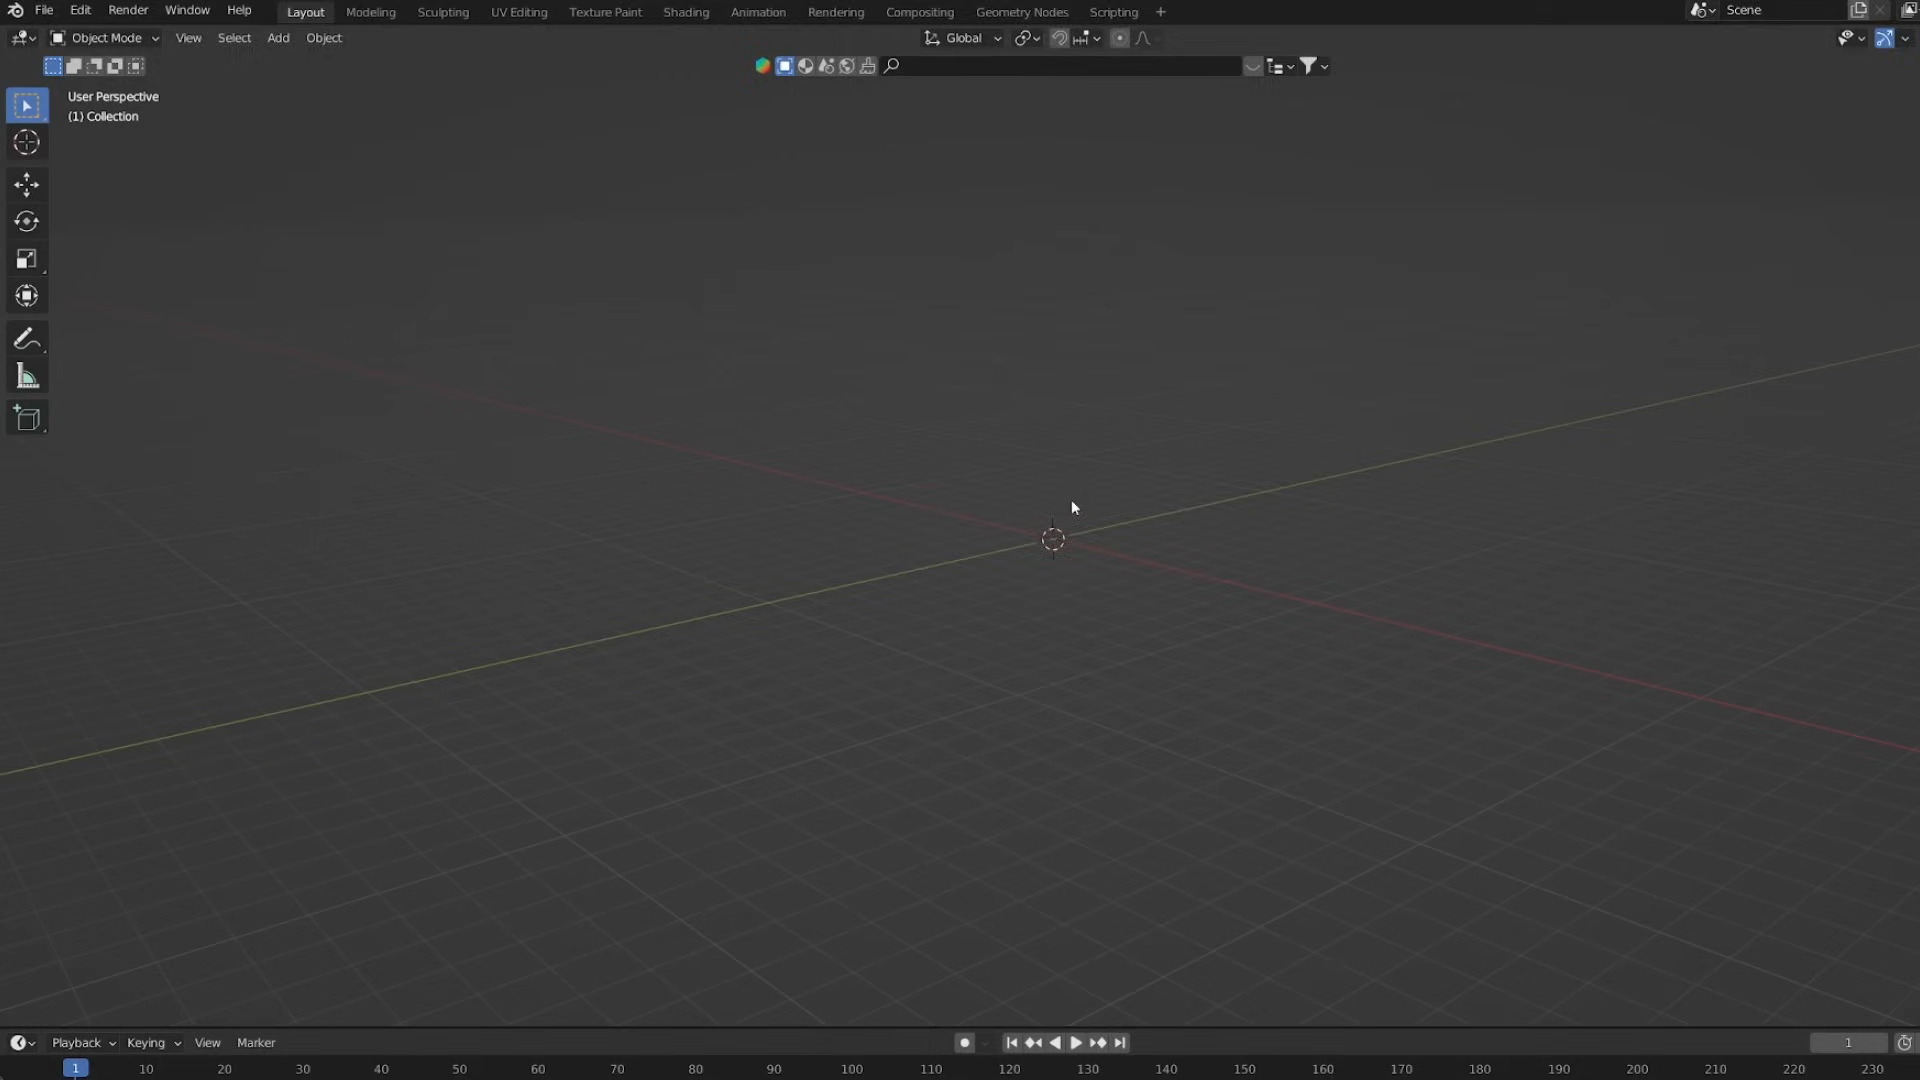 File Edit Render Window Help Layout Modeling Sculpting UV Editing Texture Paint Shading Animation Rendering Compositing Geometry Nodes Scripting + Scene
Object Mode View Select Add Object Global
User Perspective
(1) Collection
Playback Keying View Marker 1
1 10 20 30 40 50 60 70 80 90 100 110 120 130 140 150 160 170 180 190 200 210 220 230